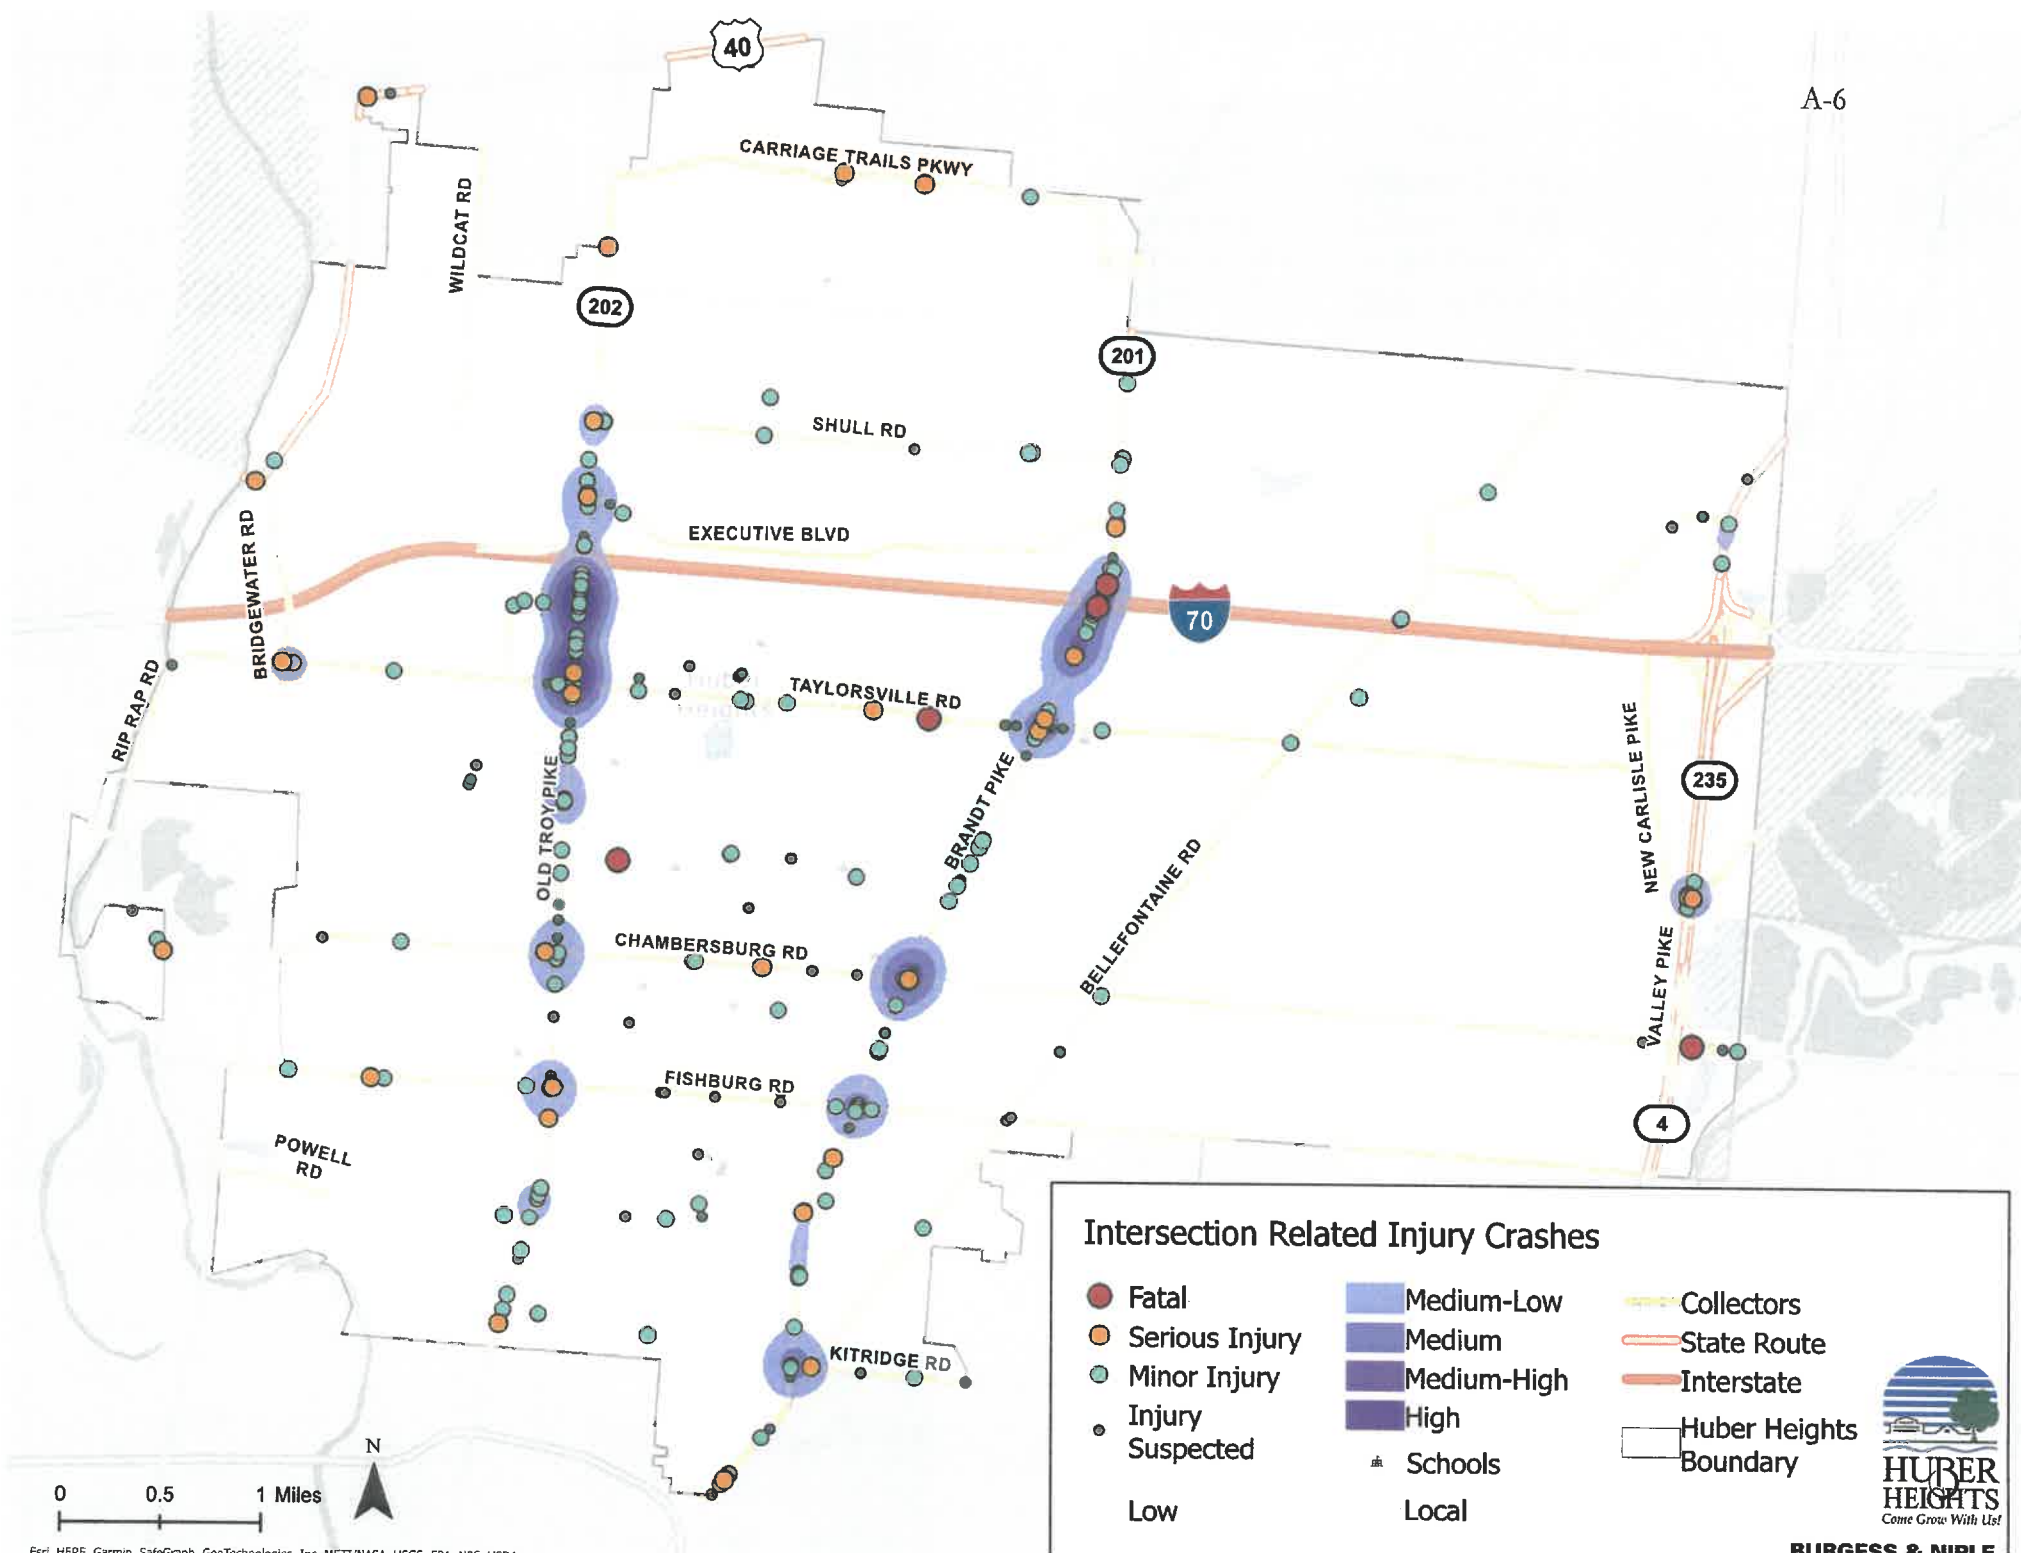 40
A-6
CARRIAGE TRAILS PKWY
WILDCAT RD
202
201
SHULL RD
EXECUTIVE BLVD
BRIDGEWATER RD
70
RIP RAP RD
TAYLORSVILLE RD
OLD TROY PIKE
BRANDT PIKE
NEW CARLISLE PIKE
235
BELLEFONTAINE RD
CHAMBERSBURG RD
VALLEY PIKE
FISHBURG RD
4
POWELL
RD
KITRIDGE RD
Intersection Related Injury Crashes
Fatal
Serious Injury
Minor Injury
Injury
Suspected
Low
Medium-Low
Medium
Medium-High
High
Schools
Local
Collectors
State Route
Interstate
Huber Heights
Boundary
HUBER
HEIGHTS
Come Grow With Us!
BURGESS & NIPLE
N
0 0.5 1 Miles